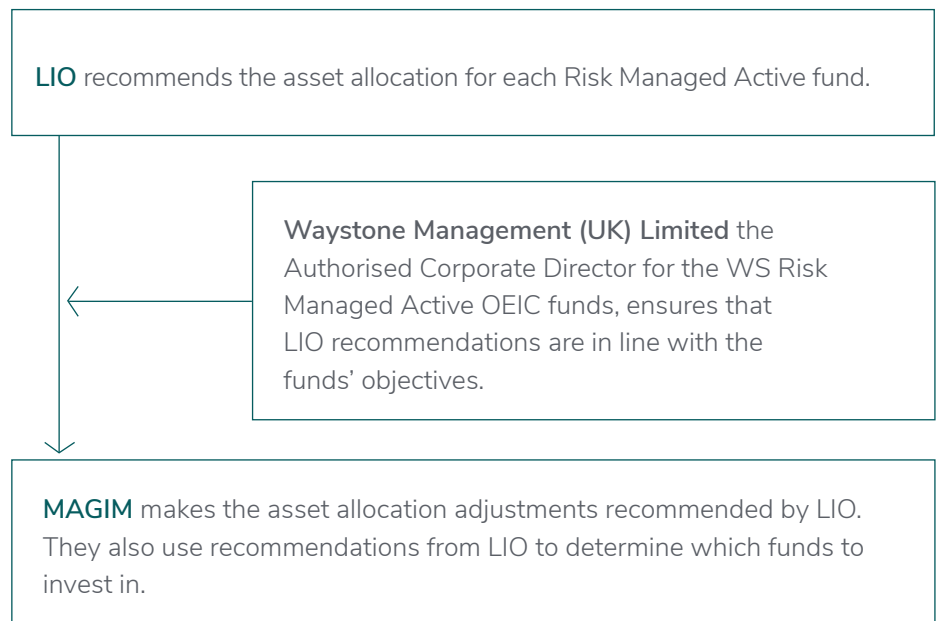 LIO recommends the asset allocation for each Risk Managed Active fund.
Waystone Management (UK) Limited the
Authorised Corporate Director for the WS Risk
Managed Active OEIC funds, ensures that
LIO recommendations are in line with the
funds’ objectives.
MAGIM makes the asset allocation adjustments recommended by LIO.
They also use recommendations from LIO to determine which funds to
invest in.